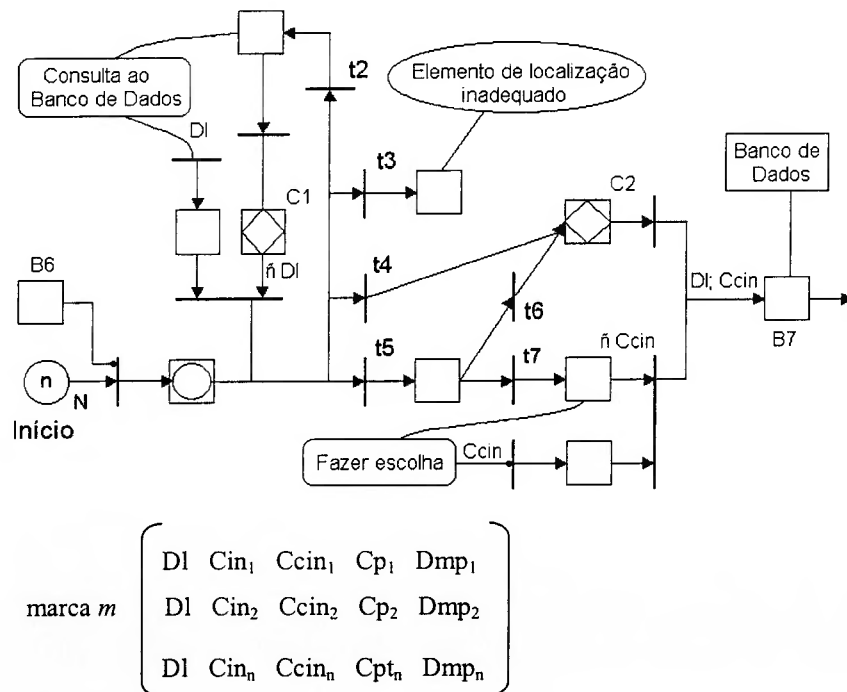 Consulta ao
Banco de Dados
t2
Elemento de localização
inadequado
Dl
t3
Banco de
Dados
C1
C2
ñ Dl
B6
t4
Dl; Ccin
t6
B7
t5
t7
ñ Ccin
n
N
Início
Fazer escolha
Ccin
marca m
Dl Cin₁ Ccin₁ Cp₁ Dmp₁
Dl Cin₂ Ccin₂ Cp₂ Dmp₂
Dl Cinₙ Ccinₙ Cptₙ Dmpₙ